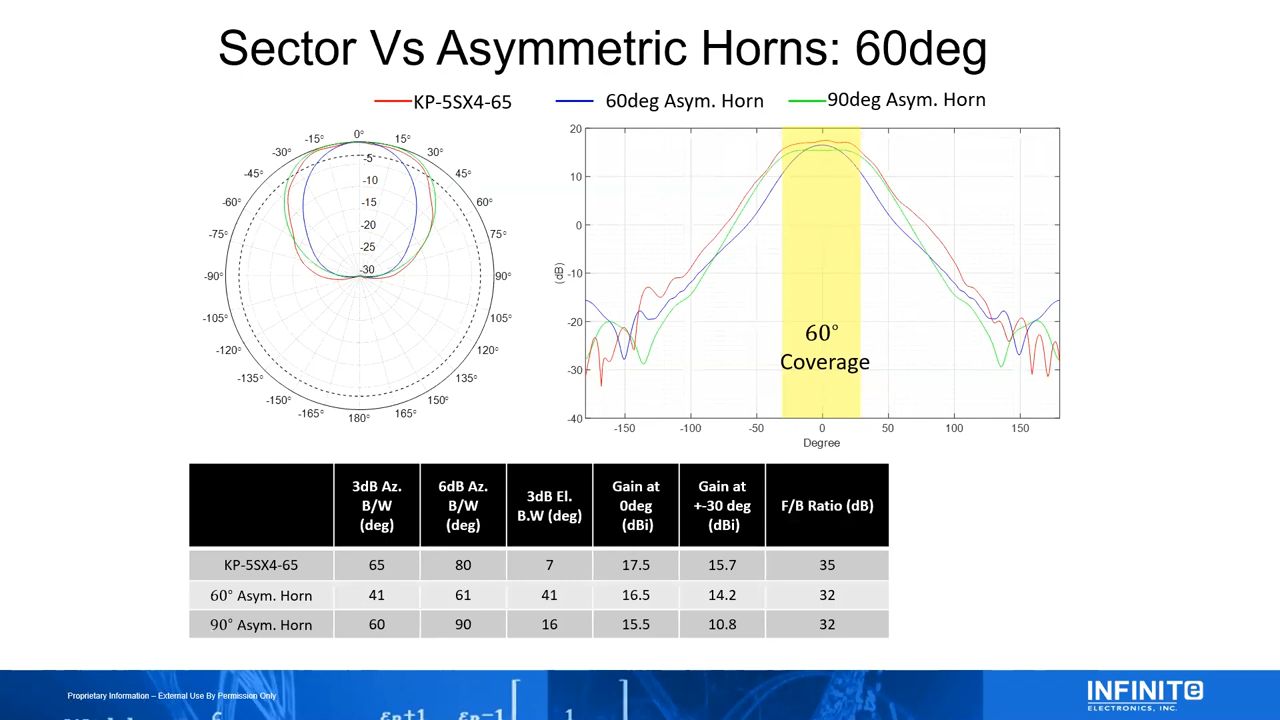 Sector Vs Asymmetric Horns: 60deg
KP-5SX4-65 60deg Asym. Horn 90deg Asym. Horn
0°
-15° 15°
-30° 30°
-45° 45°
-60° 60°
-75° 75°
-90° 90°
-105° 105°
-120° 120°
-135° 135°
-150° 150°
-165° 165°
180°
-5
-10
-15
-20
-25
-30
20
10
0
-10
-20
-30
-40
(dB)
-150 -100 -50 0 50 100 150
Degree
60°
Coverage
3dB Az. B/W (deg) 6dB Az. B/W (deg) 3dB El. B.W (deg) Gain at 0deg (dBi) Gain at +-30 deg (dBi) F/B Ratio (dB)
KP-5SX4-65 65 80 7 17.5 15.7 35
60° Asym. Horn 41 61 41 16.5 14.2 32
90° Asym. Horn 60 90 16 15.5 10.8 32
Proprietary Information – External Use By Permission Only
INFINITE
ELECTRONICS, INC.